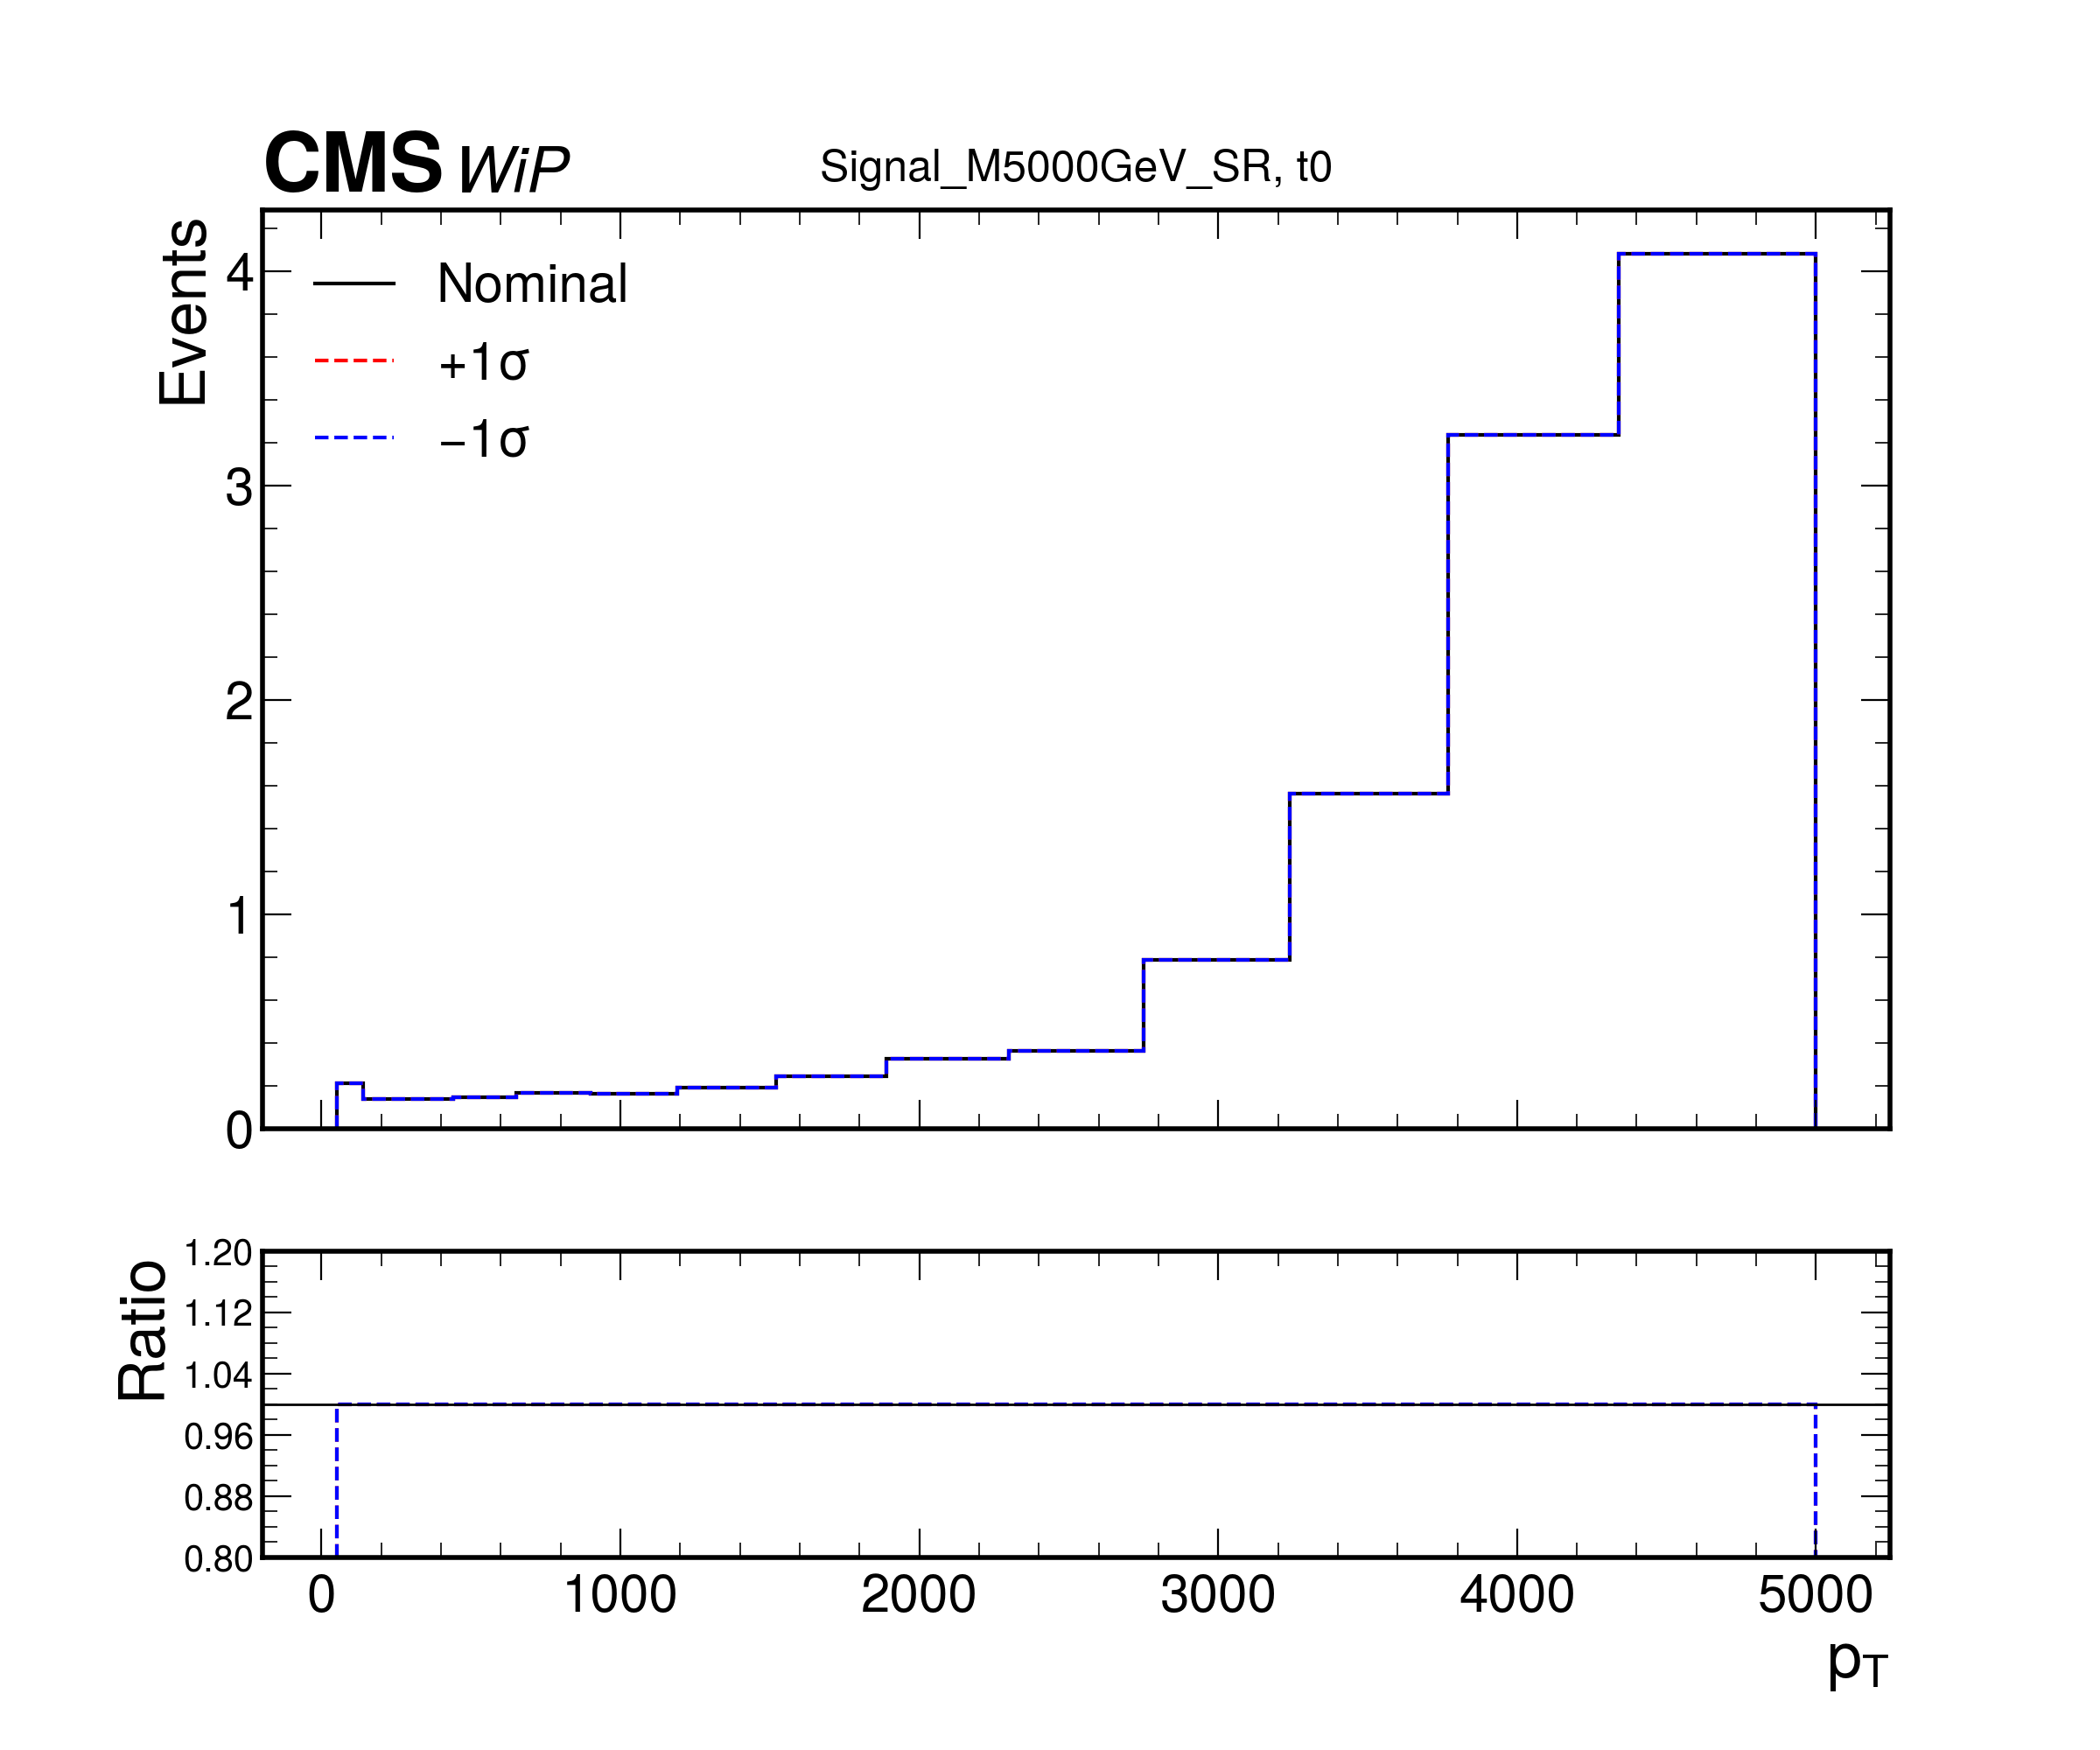 CMS WiP
Signal_M5000GeV_SR, t0
Events
4
3
2
1
0
Nominal
+1σ
−1σ
Ratio
1.20
1.12
1.04
0.96
0.88
0.80
0 1000 2000 3000 4000 5000
pT